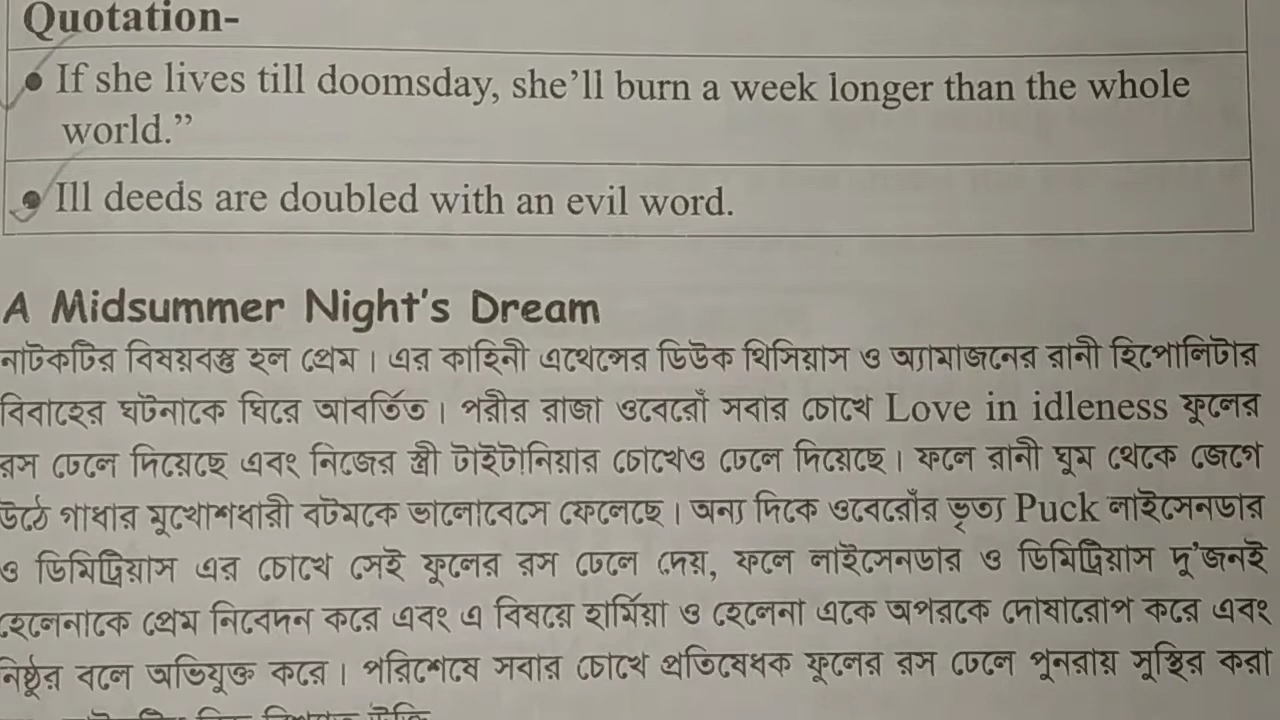 Quotation-
• If she lives till doomsday, she'll burn a week longer than the whole
world.”
• Ill deeds are doubled with an evil word.
A Midsummer Night's Dream
নাটকটির বিষয়বস্তু হল প্রেম। এর কাহিনী এথেন্সের ডিউক থিসিয়াস ও অ্যামাজনের রানী হিপোলিটার
বিবাহের ঘটনাকে ঘিরে আবর্তিত। পরীর রাজা ওবেরোঁ সবার চোখে Love in idleness ফুলের
রস ঢেলে দিয়েছে এবং নিজের স্ত্রী টাইটানিয়ার চোখেও ঢেলে দিয়েছে। ফলে রানী ঘুম থেকে জেগে
উঠে গাধার মুখোশধারী বটমকে ভালোবেসে ফেলেছে। অন্য দিকে ওবেরোঁর ভৃত্য Puck লাইসেনডার
ও ডিমিট্রিয়াস এর চোখে সেই ফুলের রস ঢেলে দেয়, ফলে লাইসেনডার ও ডিমিট্রিয়াস দু'জনই
হেলেনাকে প্রেম নিবেদন করে এবং এ বিষয়ে হার্মিয়া ও হেলেনা একে অপরকে দোষারোপ করে এবং
নিষ্ঠুর বলে অভিযুক্ত করে। পরিশেষে সবার চোখে প্রতিষেধক ফুলের রস ঢেলে পুনরায় সুস্থির করা